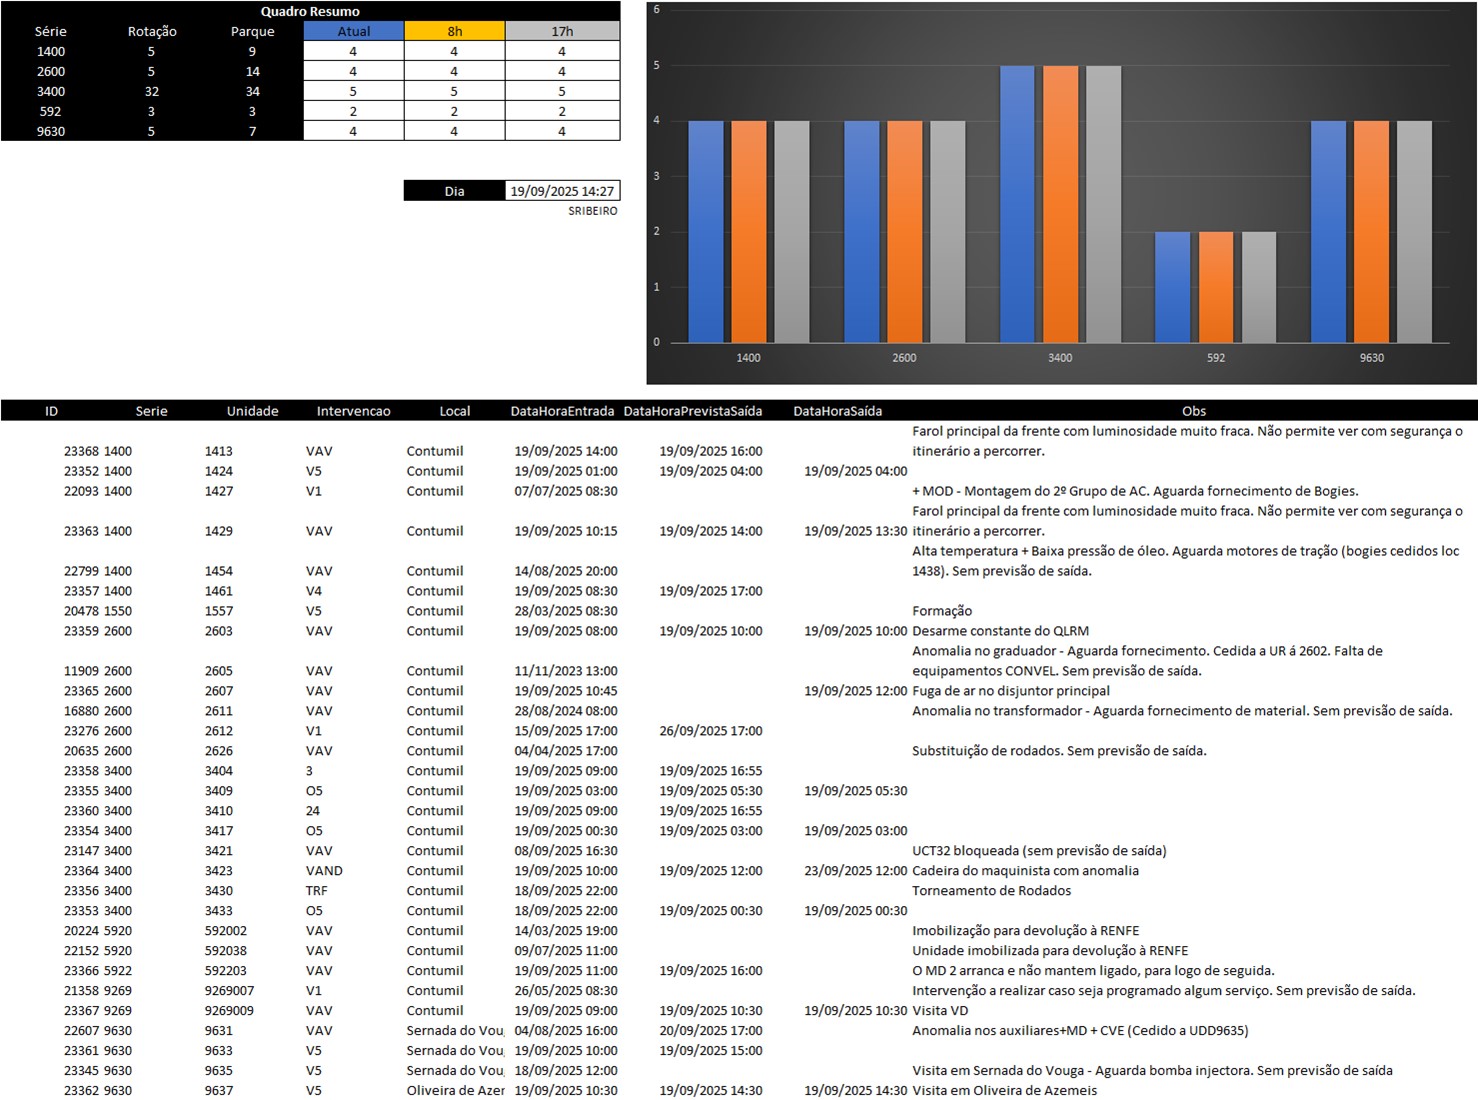 Quadro Resumo
Série Rotação Parque Atual 8h 17h
1400 5 9 4 4 4
2600 5 14 4 4 4
3400 32 34 5 5 5
592 3 3 2 2 2
9630 5 7 4 4 4
Dia 19/09/2025 14:27
SRIBEIRO
6
5
4
3
2
1
0
1400 2600 3400 592 9630
ID Serie Unidade Intervencao Local DataHoraEntrada DataHoraPrevistaSaída DataHoraSaída Obs
Farol principal da frente com luminosidade muito fraca. Não permite ver com segurança o
23368 1400 1413 VAV Contumil 19/09/2025 14:00 19/09/2025 16:00 itinerário a percorrer.
23352 1400 1424 V5 Contumil 19/09/2025 01:00 19/09/2025 04:00 19/09/2025 04:00
22093 1400 1427 V1 Contumil 07/07/2025 08:30 + MOD - Montagem do 2º Grupo de AC. Aguarda fornecimento de Bogies.
Farol principal da frente com luminosidade muito fraca. Não permite ver com segurança o
23363 1400 1429 VAV Contumil 19/09/2025 10:15 19/09/2025 14:00 19/09/2025 13:30 itinerário a percorrer.
Alta temperatura + Baixa pressão de óleo. Aguarda motores de tração (bogies cedidos loc
22799 1400 1454 VAV Contumil 14/08/2025 20:00 1438). Sem previsão de saída.
23357 1400 1461 V4 Contumil 19/09/2025 08:30 19/09/2025 17:00
20478 1550 1557 V5 Contumil 28/03/2025 08:30 Formação
23359 2600 2603 VAV Contumil 19/09/2025 08:00 19/09/2025 10:00 19/09/2025 10:00 Desarme constante do QLRM
Anomalia no graduador - Aguarda fornecimento. Cedida a UR á 2602. Falta de
11909 2600 2605 VAV Contumil 11/11/2023 13:00 equipamentos CONVEL. Sem previsão de saída.
23365 2600 2607 VAV Contumil 19/09/2025 10:45 19/09/2025 12:00 Fuga de ar no disjuntor principal
16880 2600 2611 VAV Contumil 28/08/2024 08:00 Anomalia no transformador - Aguarda fornecimento de material. Sem previsão de saída.
23276 2600 2612 V1 Contumil 15/09/2025 17:00 26/09/2025 17:00
20635 2600 2626 VAV Contumil 04/04/2025 17:00 Substituição de rodados. Sem previsão de saída.
23358 3400 3404 3 Contumil 19/09/2025 09:00 19/09/2025 16:55
23355 3400 3409 O5 Contumil 19/09/2025 03:00 19/09/2025 05:30 19/09/2025 05:30
23360 3400 3410 24 Contumil 19/09/2025 09:00 19/09/2025 16:55
23354 3400 3417 O5 Contumil 19/09/2025 00:30 19/09/2025 03:00 19/09/2025 03:00
23147 3400 3421 VAV Contumil 08/09/2025 16:30 UCT32 bloqueada (sem previsão de saída)
23364 3400 3423 VAND Contumil 19/09/2025 10:00 19/09/2025 12:00 23/09/2025 12:00 Cadeira do maquinista com anomalia
23356 3400 3430 TRF Contumil 18/09/2025 22:00 Torneamento de Rodados
23353 3400 3433 O5 Contumil 18/09/2025 22:00 19/09/2025 00:30 19/09/2025 00:30
20224 5920 592002 VAV Contumil 14/03/2025 19:00 Imobilização para devolução à RENFE
22152 5920 592038 VAV Contumil 09/07/2025 11:00 Unidade imobilizada para devolução à RENFE
23366 5922 592203 VAV Contumil 19/09/2025 11:00 19/09/2025 16:00 O MD 2 arranca e não mantem ligado, para logo de seguida.
21358 9269 9269007 V1 Contumil 26/05/2025 08:30 Intervenção a realizar caso seja programado algum serviço. Sem previsão de saída.
23367 9269 9269009 VAV Contumil 19/09/2025 09:00 19/09/2025 10:30 19/09/2025 10:30 Visita VD
22607 9630 9631 VAV Sernada do Voug 04/08/2025 16:00 20/09/2025 17:00 Anomalia nos auxiliares+MD + CVE (Cedido a UDD9635)
23361 9630 9633 V5 Sernada do Voug 19/09/2025 10:00 19/09/2025 15:00
23345 9630 9635 V5 Sernada do Voug 18/09/2025 12:00 Visita em Sernada do Vouga - Aguarda bomba injectora. Sem previsão de saída
23362 9630 9637 V5 Oliveira de Azer 19/09/2025 10:30 19/09/2025 14:30 19/09/2025 14:30 Visita em Oliveira de Azemeis